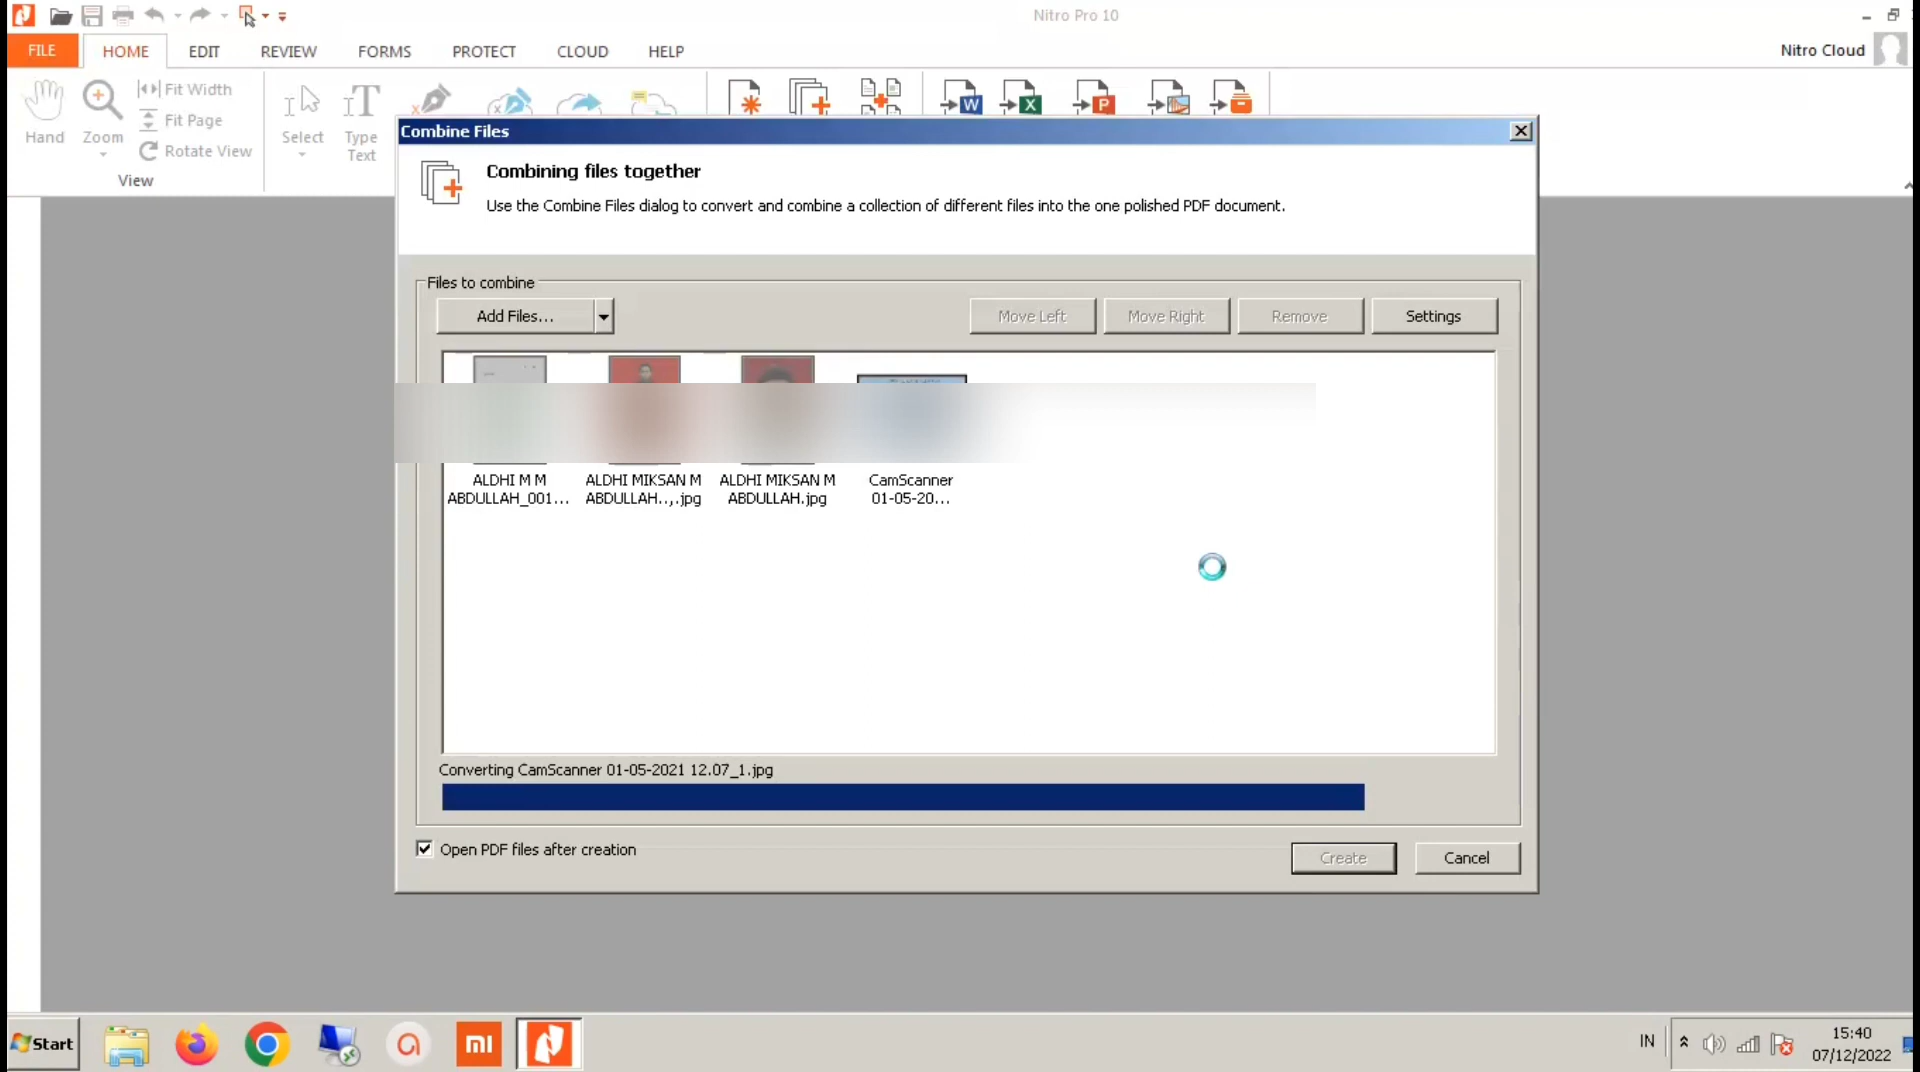 Nitro Pro 10
FILE
HOME
EDIT
REVIEW
FORMS
PROTECT
CLOUD
HELP
Nitro Cloud
Hand
Zoom
Fit Width
Fit Page
Rotate View
Select
Type
Text
T
W
X
P
View
Combine Files
Combining files together
Use the Combine Files dialog to convert and combine a collection of different files into the one polished PDF document.
Files to combine
Add Files...
Move Left
Move Right
Remove
Settings
ALDHI M M
ABDULLAH_001...
ALDHI MIKSAN M
ABDULLAH..,.jpg
ALDHI MIKSAN M
ABDULLAH.jpg
CamScanner
01-05-20...
Converting CamScanner 01-05-2021 12.07_1.jpg
Open PDF files after creation
Create
Cancel
Start
mi
IN
15:40
07/12/2022